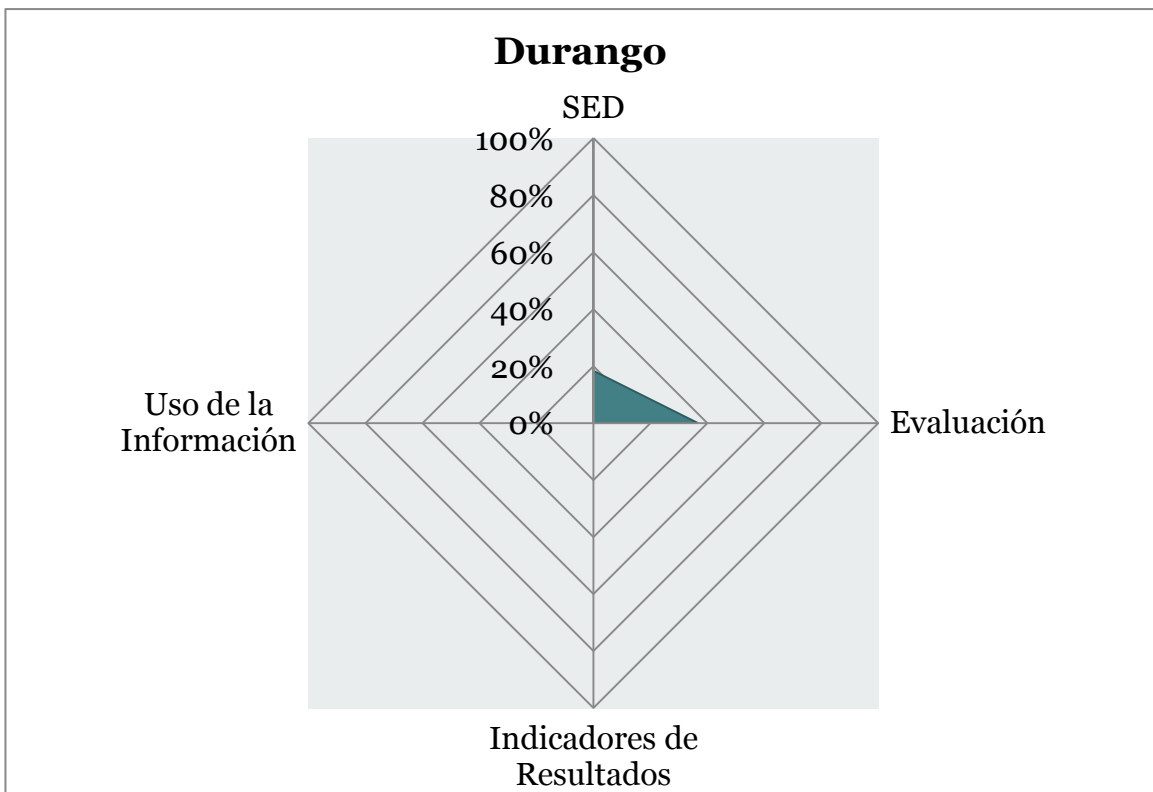 Durango
SED
100%
80%
60%
40%
20%
0%
Uso de la
Información
Evaluación
Indicadores de
Resultados